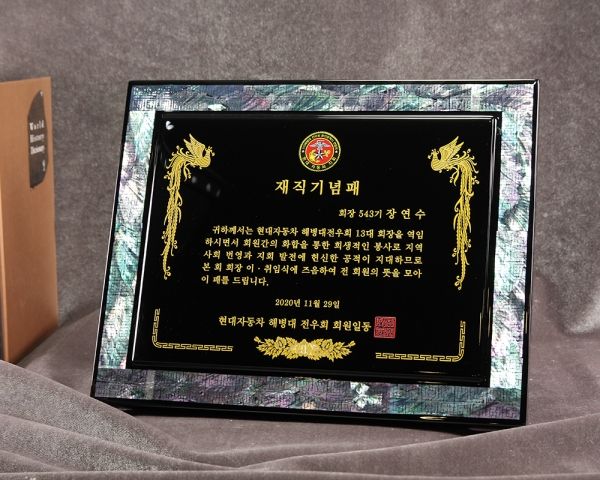 World
History
Dictionary
재직기념패
회장 543기 장연수
귀하께서는 현대자동차 해병대전우회 13대 회장을 역임
하시면서 회원간의 화합을 통한 희생적인 봉사로 지역
사회 번영과 지회 발전에 헌신한 공적이 지대하므로
본 회 회장 이·취임식에 즈음하여 전 회원의 뜻을 모아
이 패를 드립니다.
2020년 11월 29일
현대자동차 해병대 전우회 회원일동